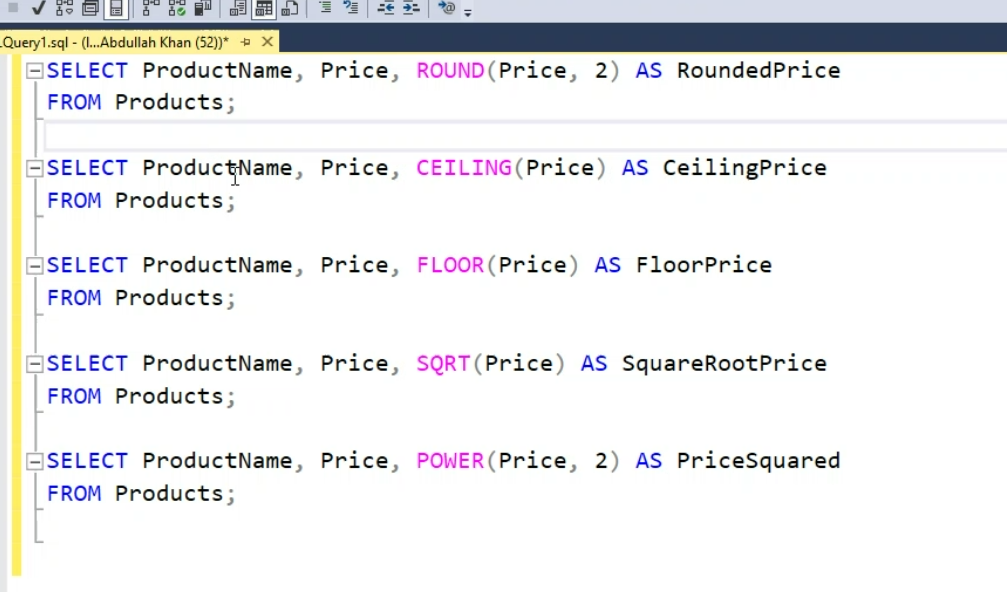 .Query1.sql - (I...Abdullah Khan (52))*
SELECT ProductName, Price, ROUND(Price, 2) AS RoundedPrice
FROM Products;
SELECT ProductName, Price, CEILING(Price) AS CeilingPrice
FROM Products;
SELECT ProductName, Price, FLOOR(Price) AS FloorPrice
FROM Products;
SELECT ProductName, Price, SQRT(Price) AS SquareRootPrice
FROM Products;
SELECT ProductName, Price, POWER(Price, 2) AS PriceSquared
FROM Products;